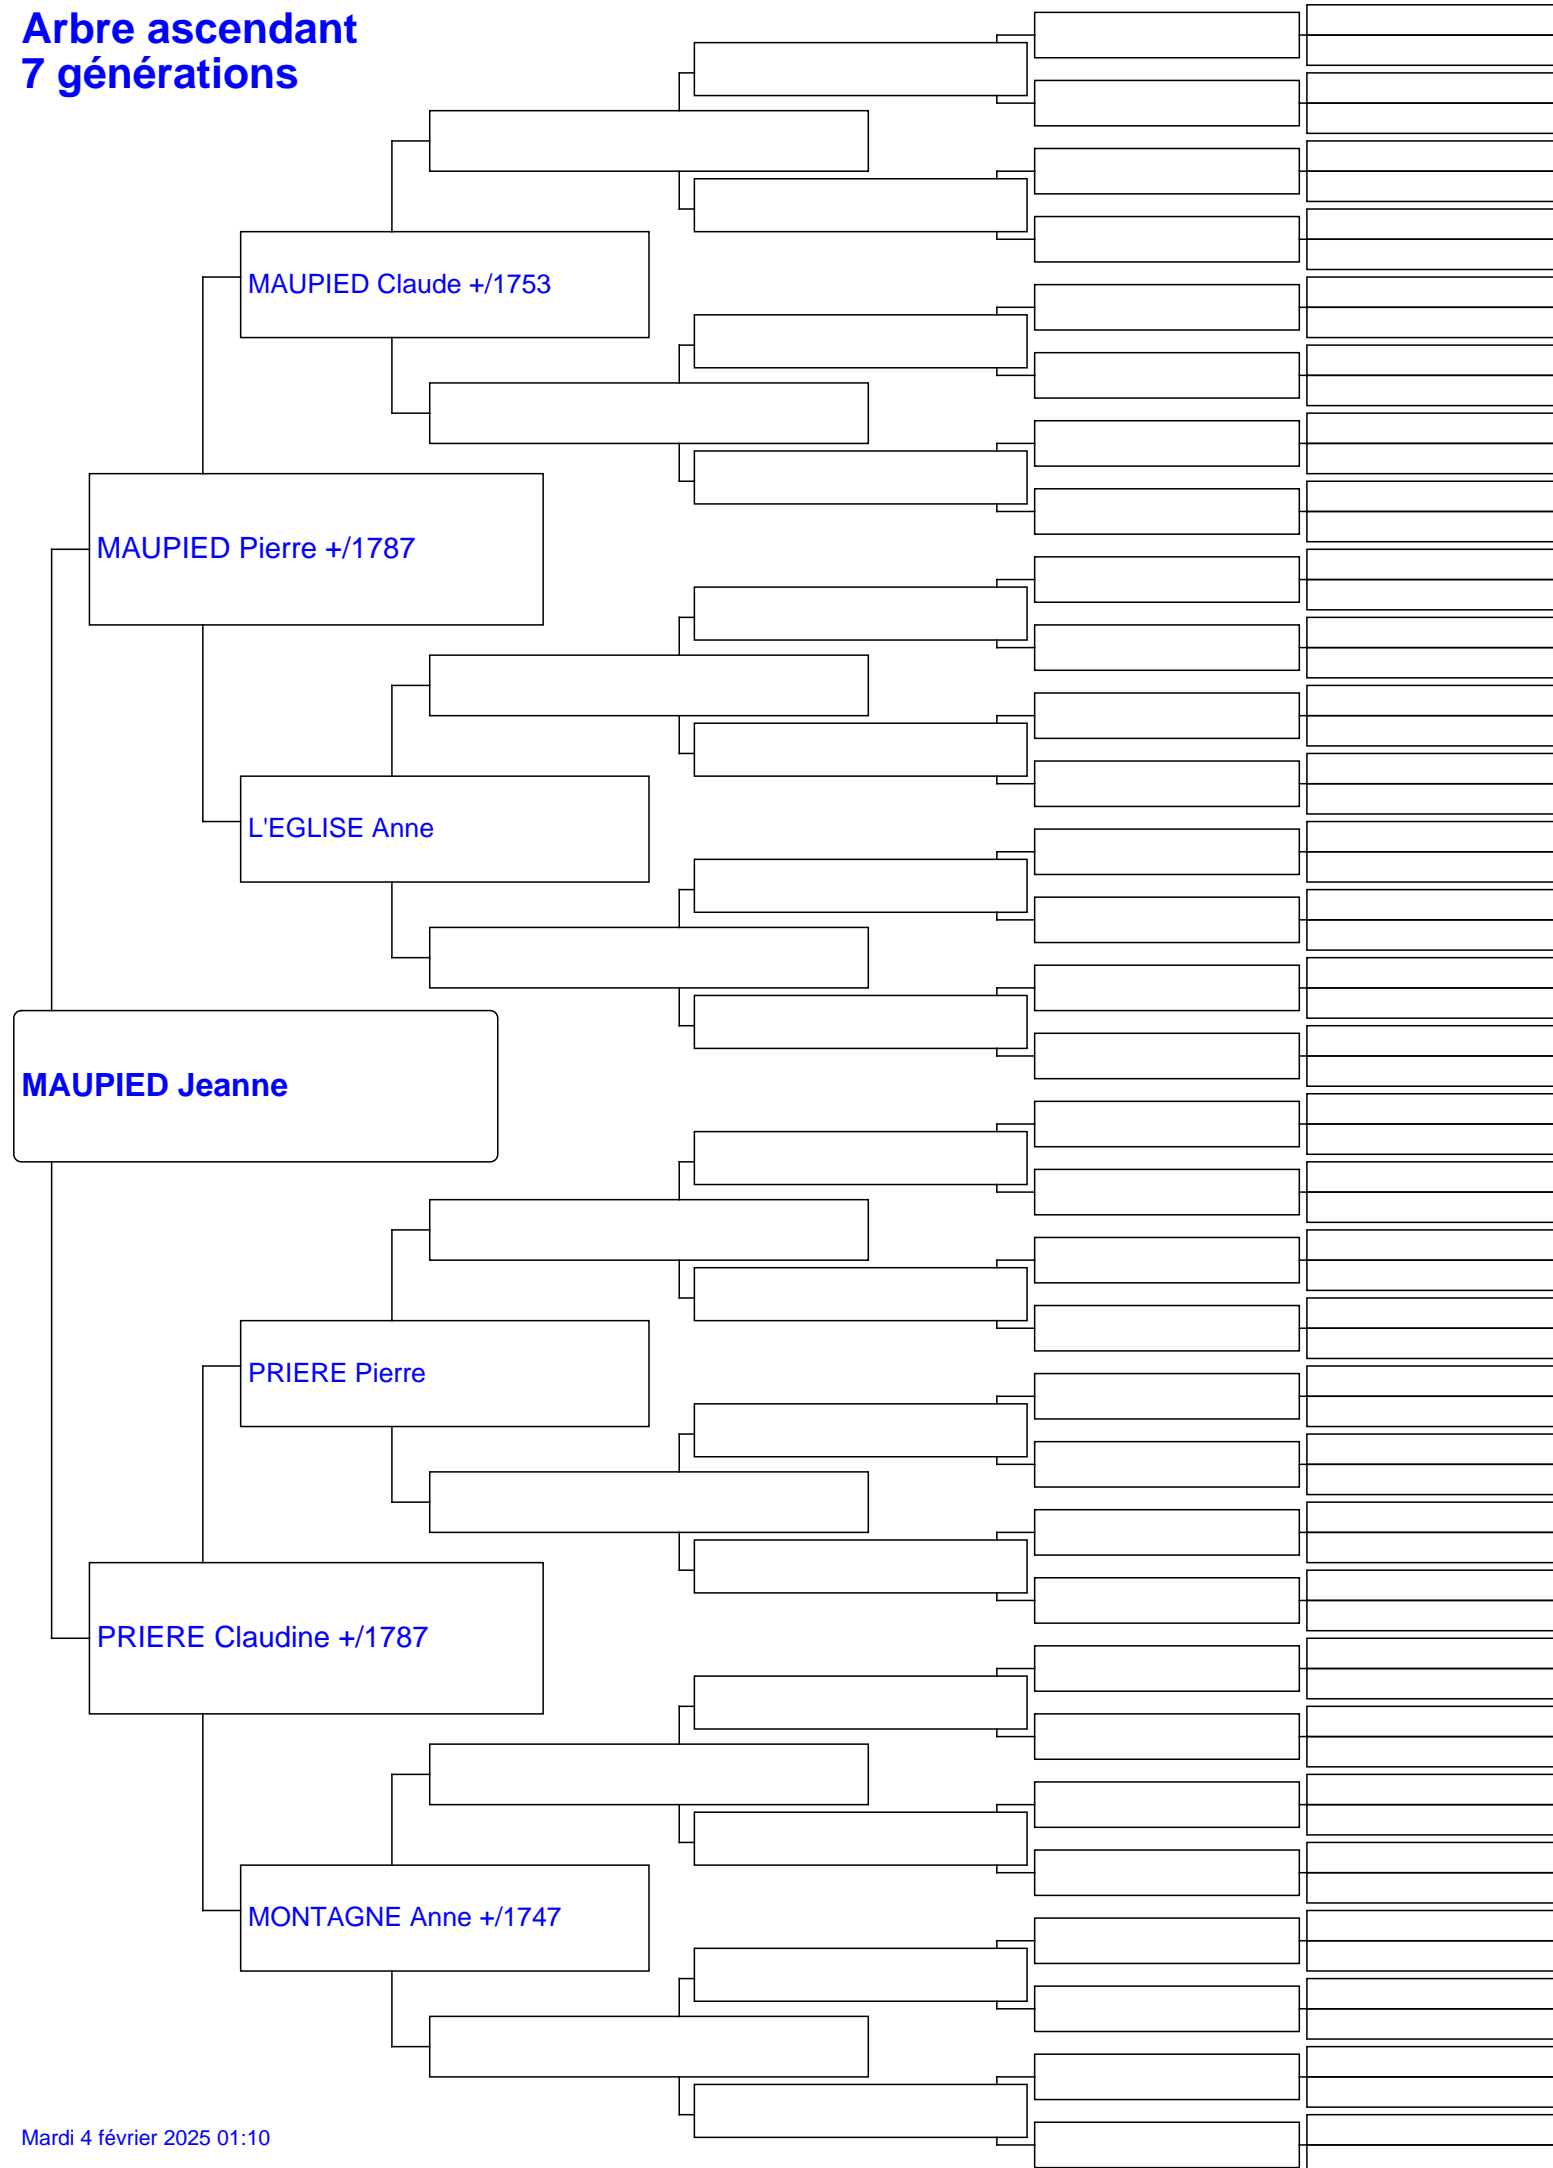 Arbre ascendant
7 générations
MAUPIED Claude +/1753
MAUPIED Pierre +/1787
L'EGLISE Anne
MAUPIED Jeanne
PRIERE Pierre
PRIERE Claudine +/1787
MONTAGNE Anne +/1747
Mardi 4 février 2025 01:10